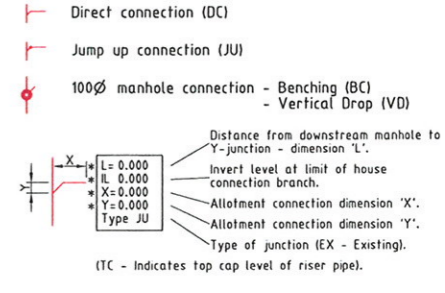 Direct connection (DC)
Jump up connection (JU)
100Ø manhole connection - Benching (BC)
- Vertical Drop (VD)
X
Y
* L= 0.000
* IL 0.000
* X=0.000
* Y=0.000
Type JU
Distance from downstream manhole to
Y-junction - dimension 'L'.
Invert level at limit of house
connection branch.
Allotment connection dimension 'X'.
Allotment connection dimension 'Y'.
Type of junction (EX - Existing).
(TC - Indicates top cap level of riser pipe).